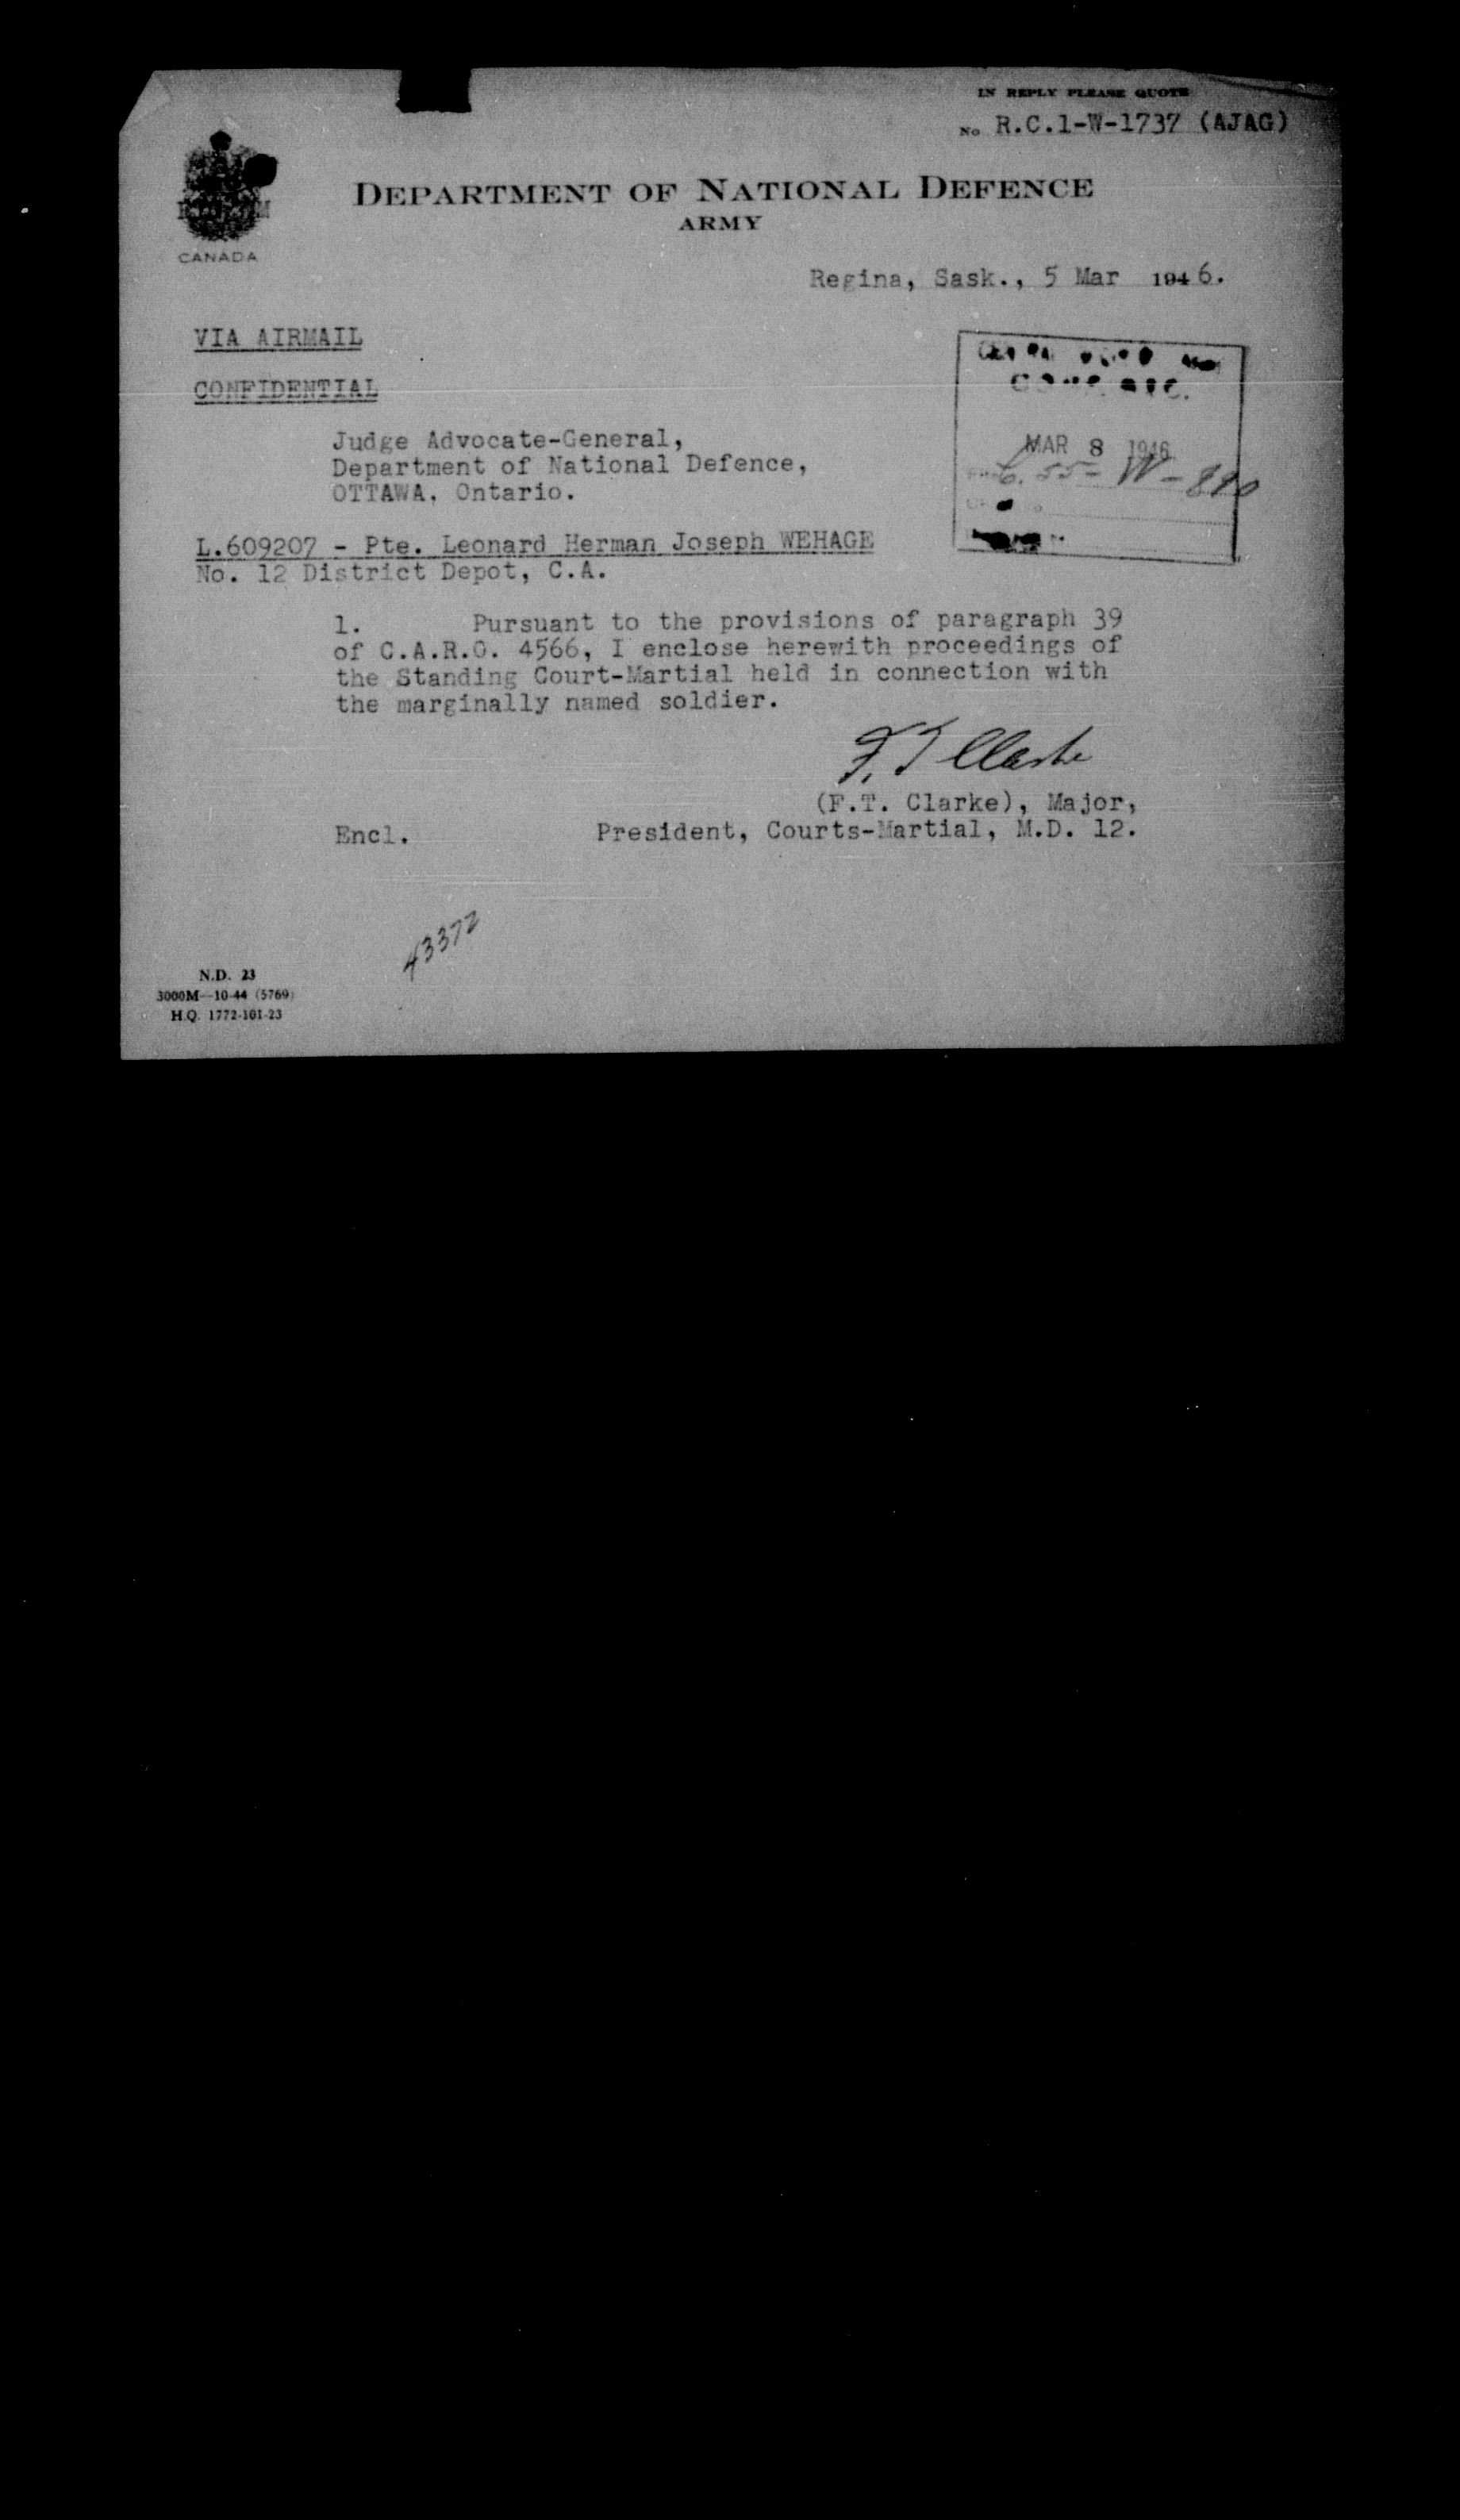 IN REPLY PLEASE QUOTE
No R.C.1-W-1737 (AJAG)
DEPARTMENT OF NATIONAL DEFENCE
ARMY
CANADA
Regina, Sask., 5 Mar 1946.
VIA AIRMAIL
CONFIDENTIAL
MAR 8 1946
W-
Judge Advocate-General,
Department of National Defence,
OTTAWA, Ontario.
L.609207 - Pte. Leonard Herman Joseph WEHAGE
No. 12 District Depot, C.A.
1. Pursuant to the provisions of paragraph 39
of C.A.R.O. 4566, I enclose herewith proceedings of
the Standing Court-Martial held in connection with
the marginally named soldier.
F. T Clarke
(F.T. Clarke), Major,
Encl. President, Courts-Martial, M.D. 12.
43372
N.D. 23
3000M—10-44 (5769)
H.Q. 1772-101-23